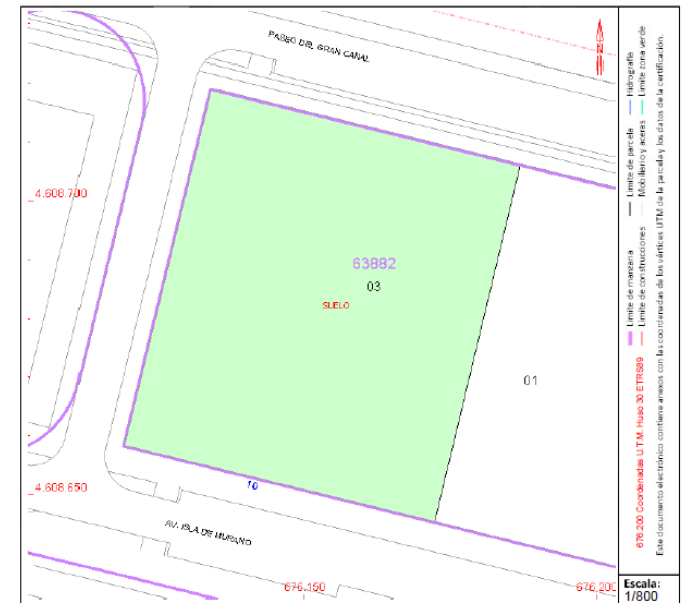 PASEO DEL GRAN CANAL
4.608.700
63882
03
SUELO
01
4.608.650
10
AV. ISLA DE MURANO
676.150
676.200
Límite de manzana
Límite de parcela
Hidrografía
676.200 Coordenadas U.T.M. Huso 30 ETRS89
Límite de construcciones
Mobiliario y aceras
Límite zona verde
Este documento electrónico contiene anexos con las coordenadas de los vértices UTM de la parcela y los datos de la certificación.
Escala:
1/800